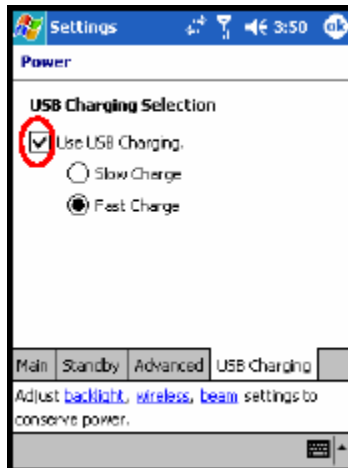 Settings 3:50 ok
Power
USB Charging Selection
Use USB Charging.
Slow Charge
Fast Charge
Main Standby Advanced USB Charging
Adjust backlight, wireless, beam settings to
conserve power.